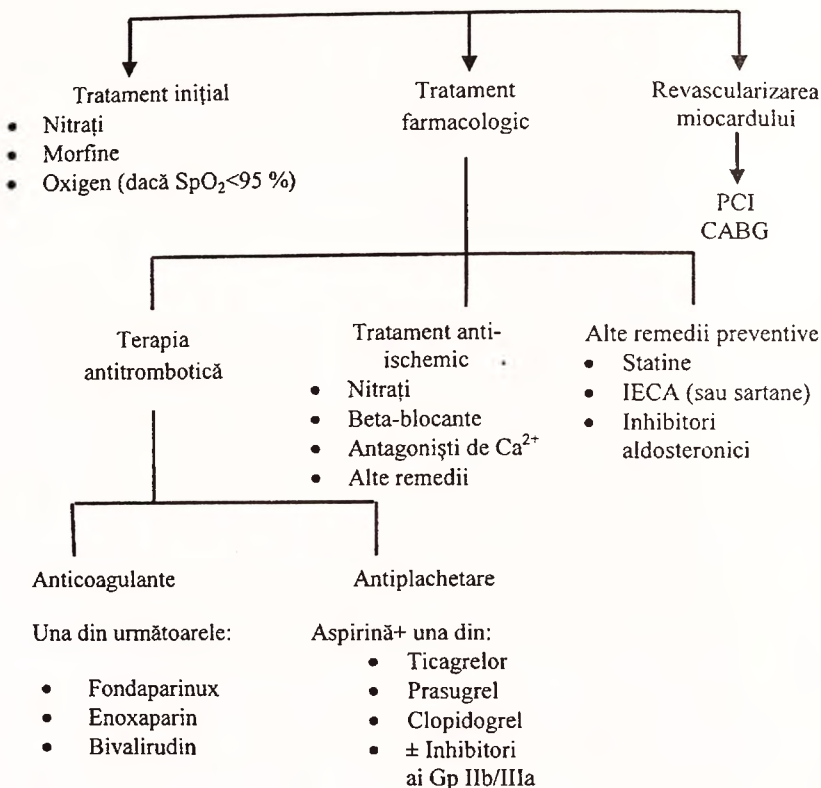 Tratament inițial
• Nitrați
• Morfine
• Oxigen (dacă SpO₂<95 %)
Tratament
farmacologic
Revascularizarea
miocardului
PCI
CABG
Terapia
antitrombotică
Tratament anti-
ischemic
• Nitrați
• Beta-blocante
• Antagoniști de Ca²⁺
• Alte remedii
Alte remedii preventive
• Statine
• IECA (sau sartane)
• Inhibitori
aldosteronici
Anticoagulante
Una din următoarele:
• Fondaparinux
• Enoxaparin
• Bivalirudin
Antiplachetare
Aspirină+ una din:
• Ticagrelor
• Prasugrel
• Clopidogrel
• ± Inhibitori
ai Gp IIb/IIIa